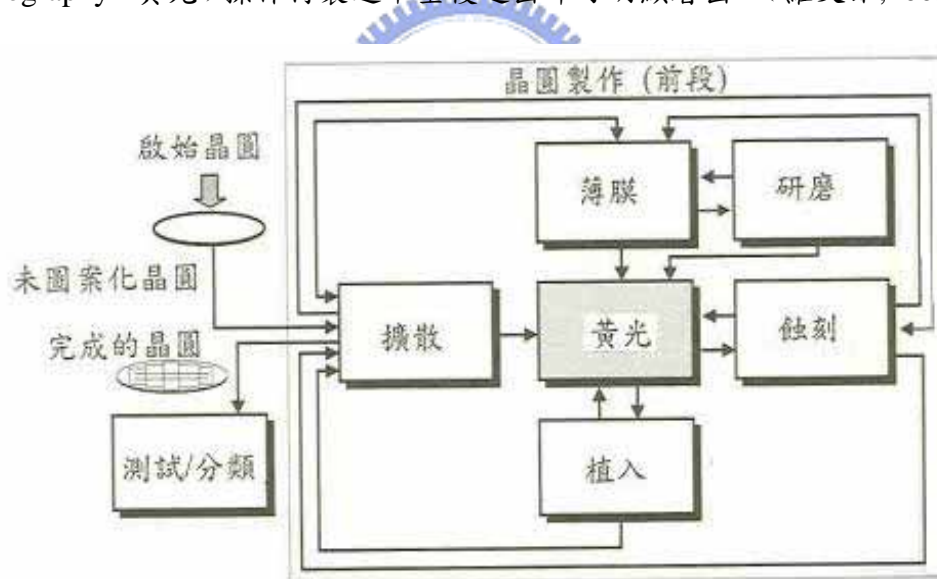 晶圓製作 (前段)
啟始晶圓
薄膜
研磨
未圖案化晶圓
擴散
黃光
蝕刻
完成的晶圓
測試/分類
植入